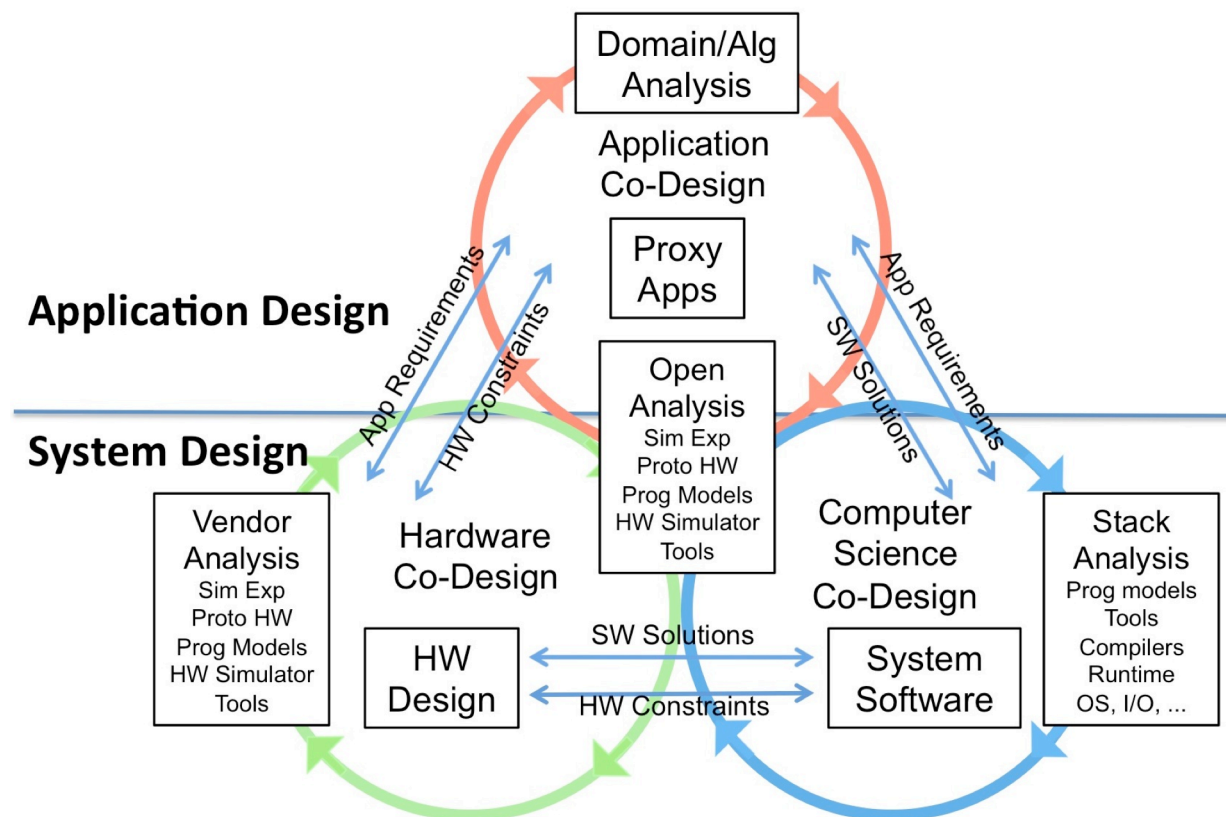 Domain/Alg
Analysis
Application
Co-Design
Proxy
Apps
App Requirements
HW Constraints
SW Solutions
App Requirements
Application Design
System Design
Open
Analysis
Sim Exp
Proto HW
Prog Models
HW Simulator
Tools
Vendor
Analysis
Sim Exp
Proto HW
Prog Models
HW Simulator
Tools
Hardware
Co-Design
Computer
Science
Co-Design
Stack
Analysis
Prog models
Tools
Compilers
Runtime
OS, I/O, ...
HW
Design
SW Solutions
HW Constraints
System
Software